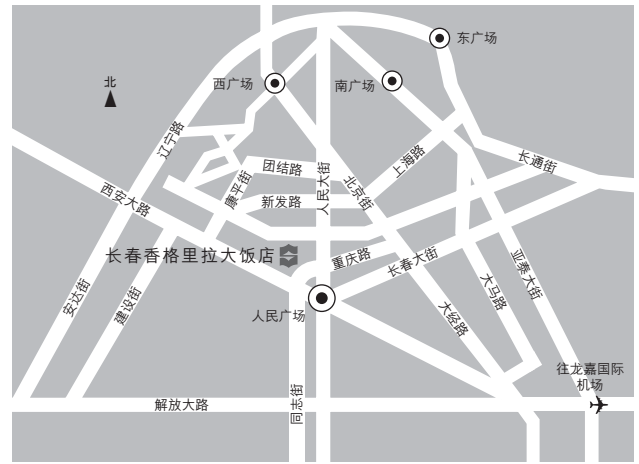 东广场
北
西广场
南广场
辽宁路
团结路
上海路
长通街
人民大街
北京街
康平街
西安大路
新发路
长春香格里拉大饭店
重庆路
长春大街
亚泰大街
大马路
安达街
建设街
人民广场
大经路
往龙嘉国际
机场
同志街
解放大路